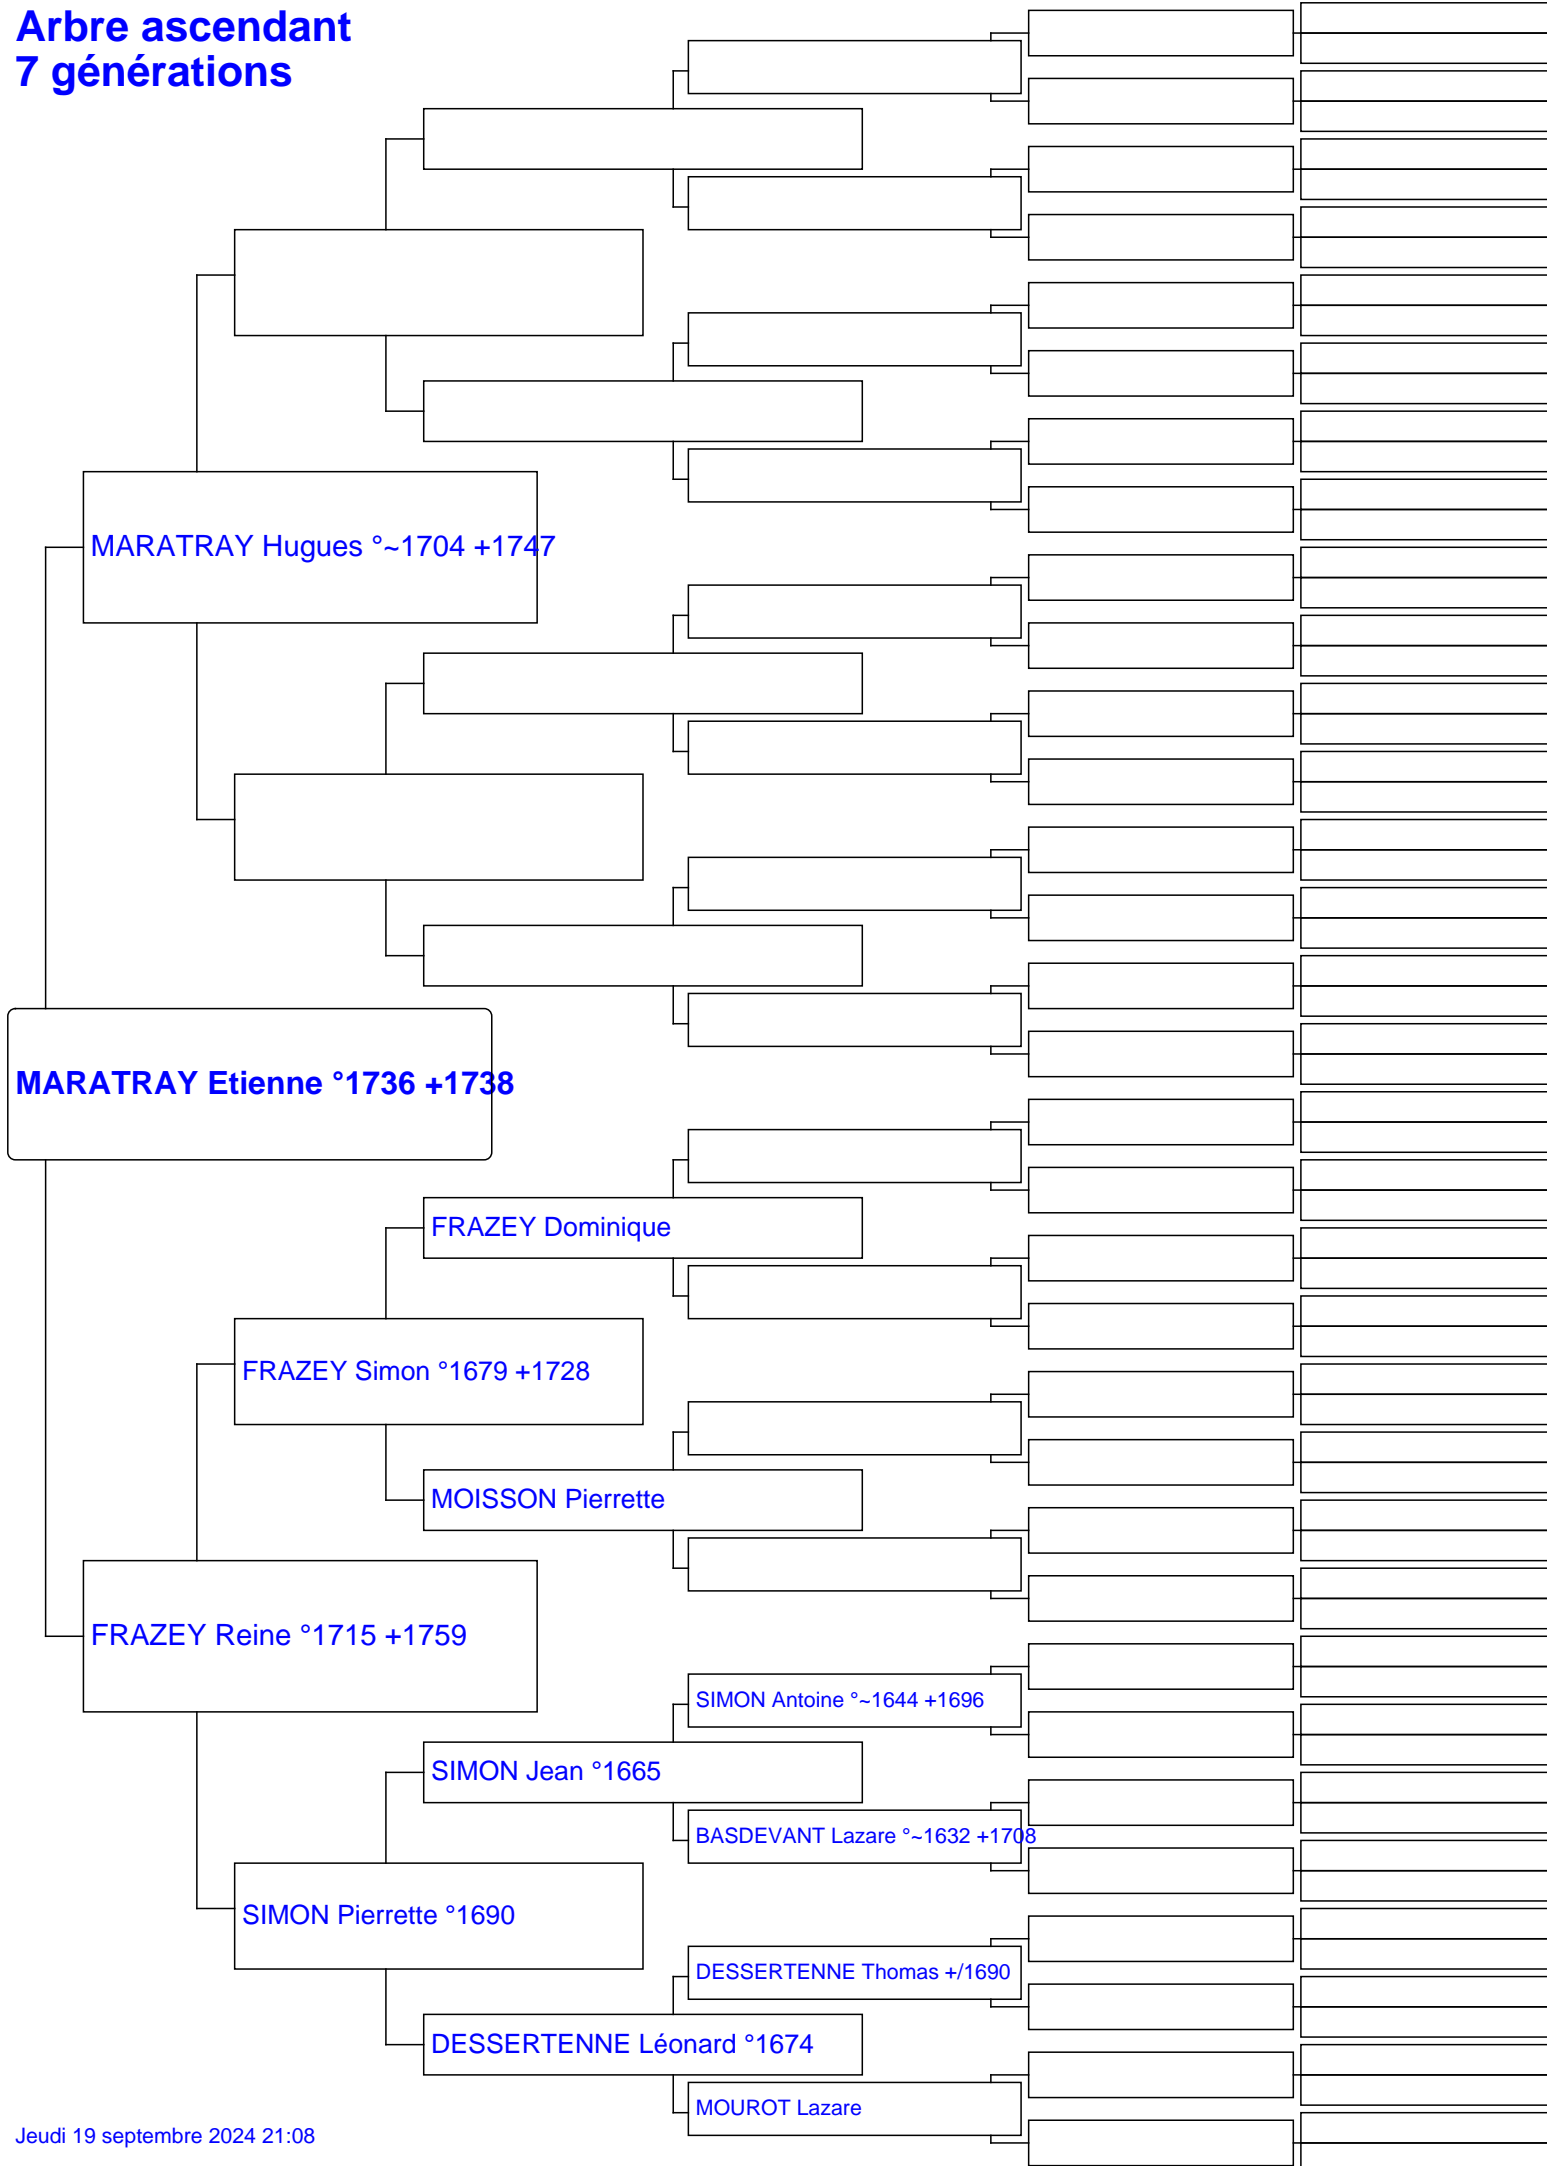 Arbre ascendant
7 générations
MARATRAY Hugues °~1704 +1747
MARATRAY Etienne °1736 +1738
FRAZEY Dominique
FRAZEY Simon °1679 +1728
MOISSON Pierrette
FRAZEY Reine °1715 +1759
SIMON Antoine °~1644 +1696
SIMON Jean °1665
BASDEVANT Lazare °~1632 +1708
SIMON Pierrette °1690
DESSERTENNE Thomas +/1690
DESSERTENNE Léonard °1674
MOUROT Lazare
Jeudi 19 septembre 2024 21:08